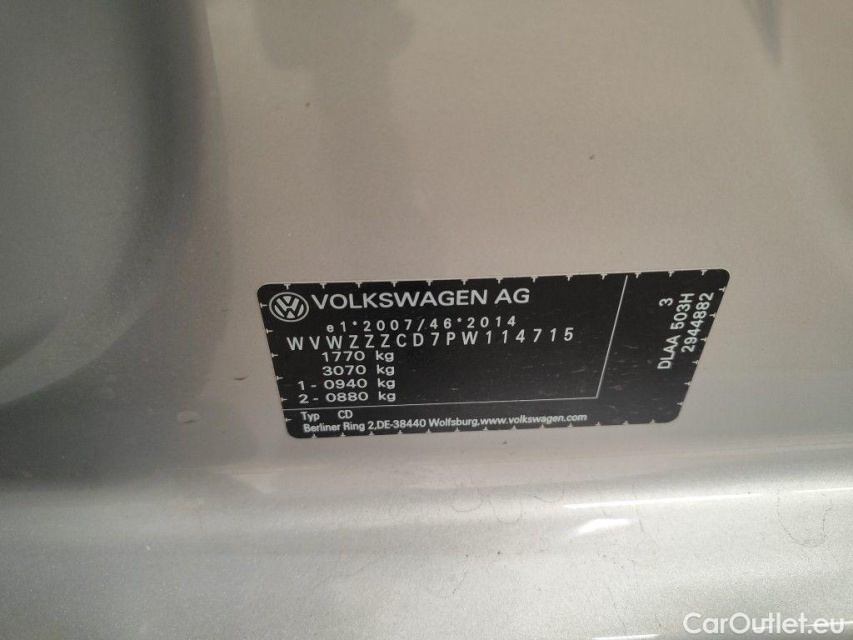 VOLKSWAGEN AG
e1*2007/46*2014
WVWZZZCD7PW114715
1770 kg
3070 kg
1 - 0940 kg
2 - 0880 kg
Typ CD
Berliner Ring 2,DE-38440 Wolfsburg,www.volkswagen.com
3
DLAA 503H
2944882
CarOutlet.eu